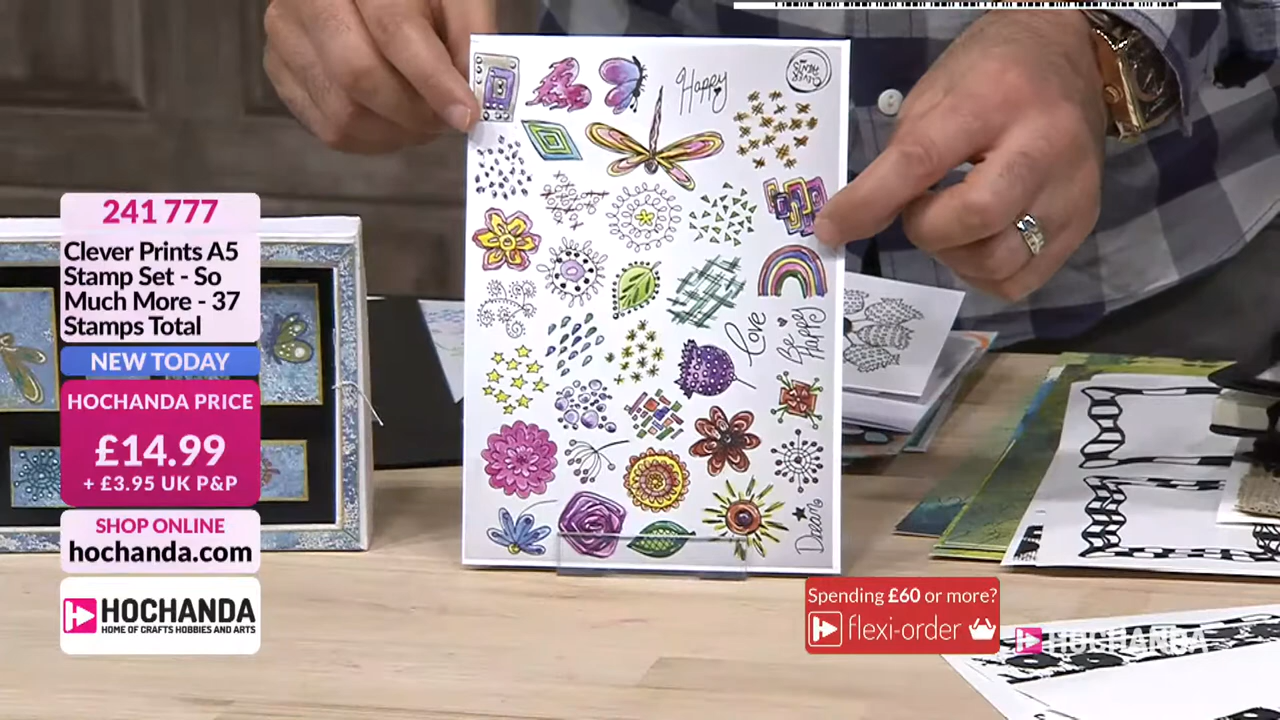 241 777
Clever Prints A5
Stamp Set - So
Much More - 37
Stamps Total
NEW TODAY
HOCHANDA PRICE
£14.99
+ £3.95 UK P&P
SHOP ONLINE
hochanda.com
HOCHANDA
HOME OF CRAFTS HOBBIES AND ARTS
Happy
CLEVER
PRINTS
Love
Be Happy
Dream
Spending £60 or more?
flexi-order
HOCHANDA